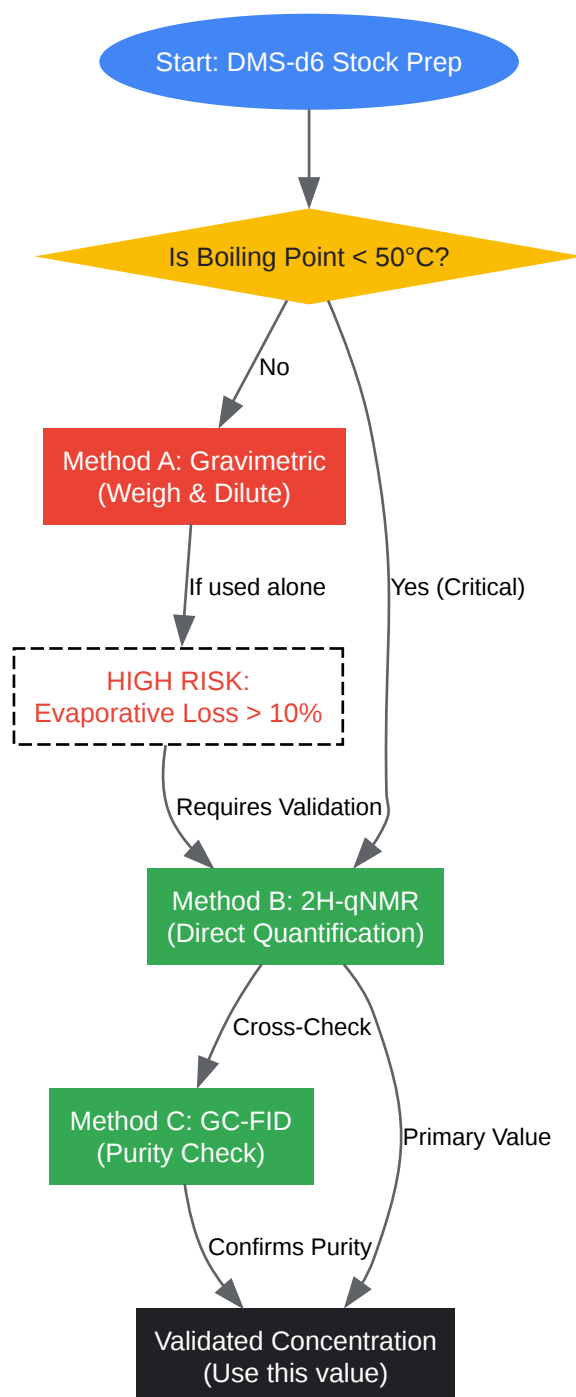 Start: DMS-d6 Stock Prep
Is Boiling Point < 50°C?
No
Method A: Gravimetric
(Weigh & Dilute)
If used alone
Yes (Critical)
HIGH RISK:
Evaporative Loss > 10%
Requires Validation
Method B: 2H-qNMR
(Direct Quantification)
Cross-Check
Method C: GC-FID
(Purity Check)
Primary Value
Confirms Purity
Validated Concentration
(Use this value)